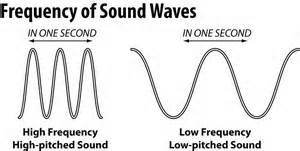 Frequency of Sound Waves
IN ONE SECOND
IN ONE SECOND
High Frequency
High-pitched Sound
Low Frequency
Low-pitched Sound